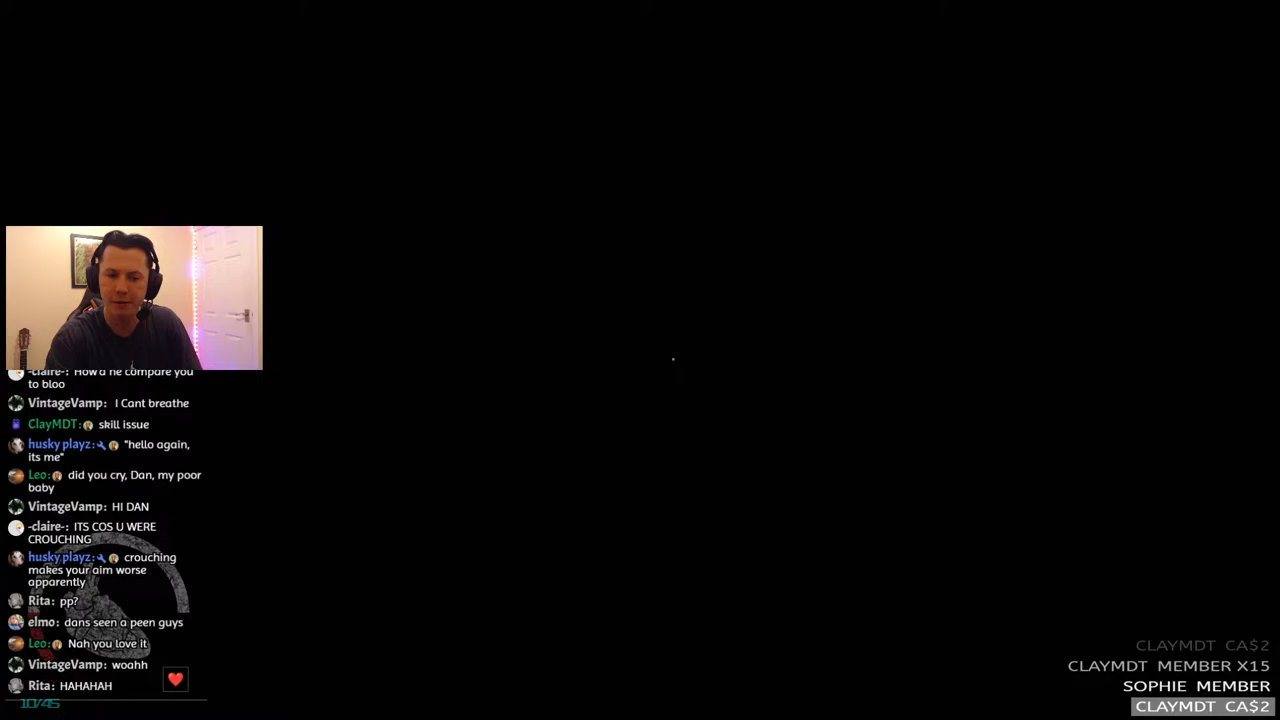 -claire-: How'd he compare you
to bloo
VintageVamp: I Cant breathe
ClayMDT: skill issue
husky playz: "hello again,
its me"
Leo: did you cry, Dan, my poor
baby
VintageVamp: HI DAN
-claire-: ITS COS U WERE
CROUCHING
husky playz: crouching
makes your aim worse
apparently
Rita: pp?
elmo: dans seen a peen guys
Leo: Nah you love it
VintageVamp: woahh
Rita: HAHAHAH
10/45
CLAYMDT CA$2
CLAYMDT MEMBER X15
SOPHIE MEMBER
CLAYMDT CA$2